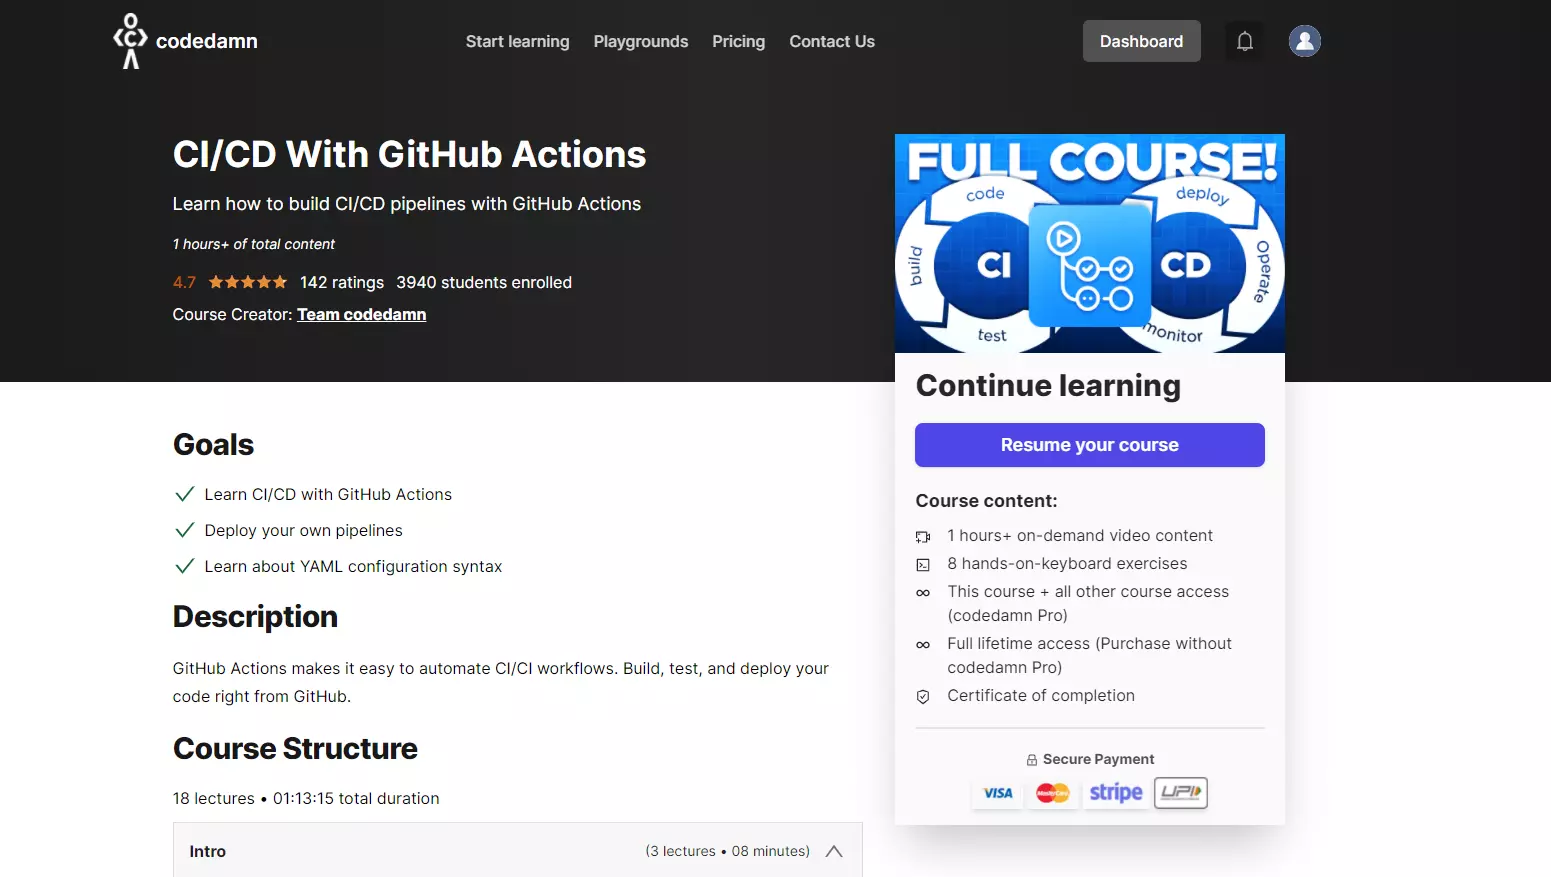 codedamn
Start learning
Playgrounds
Pricing
Contact Us
Dashboard
CI/CD With GitHub Actions
Learn how to build CI/CD pipelines with GitHub Actions
1 hours+ of total content
4.7
142 ratings
3940 students enrolled
Course Creator: Team codedamn
FULL COURSE!
code
deploy
build
CI
CD
Operate
test
monitor
Continue learning
Resume your course
Course content:
1 hours+ on-demand video content
8 hands-on-keyboard exercises
This course + all other course access
(codedamn Pro)
Full lifetime access (Purchase without
codedamn Pro)
Certificate of completion
Secure Payment
VISA
MasterCard
stripe
UPI
Goals
Learn CI/CD with GitHub Actions
Deploy your own pipelines
Learn about YAML configuration syntax
Description
GitHub Actions makes it easy to automate CI/CI workflows. Build, test, and deploy your
code right from GitHub.
Course Structure
18 lectures • 01:13:15 total duration
Intro
(3 lectures • 08 minutes)